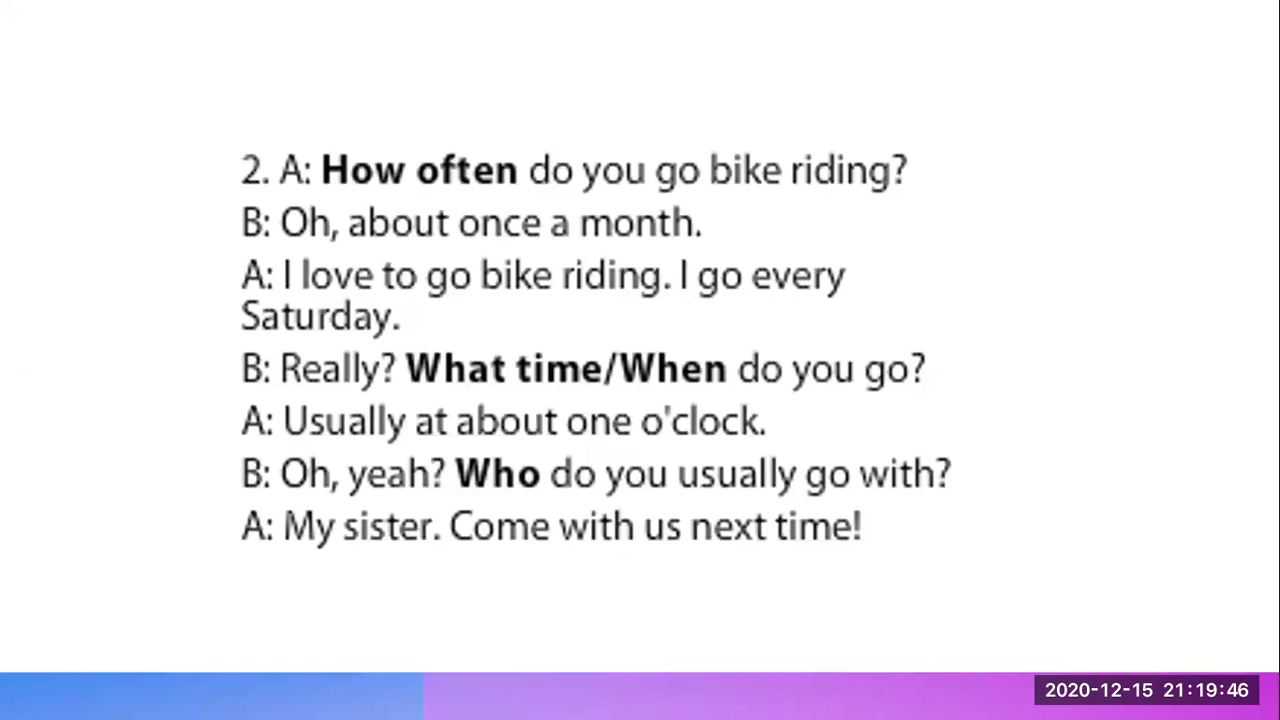 2. A: How often do you go bike riding?
B: Oh, about once a month.
A: I love to go bike riding. I go every
Saturday.
B: Really? What time/When do you go?
A: Usually at about one o'clock.
B: Oh, yeah? Who do you usually go with?
A: My sister. Come with us next time!
2020-12-15 21:19:46